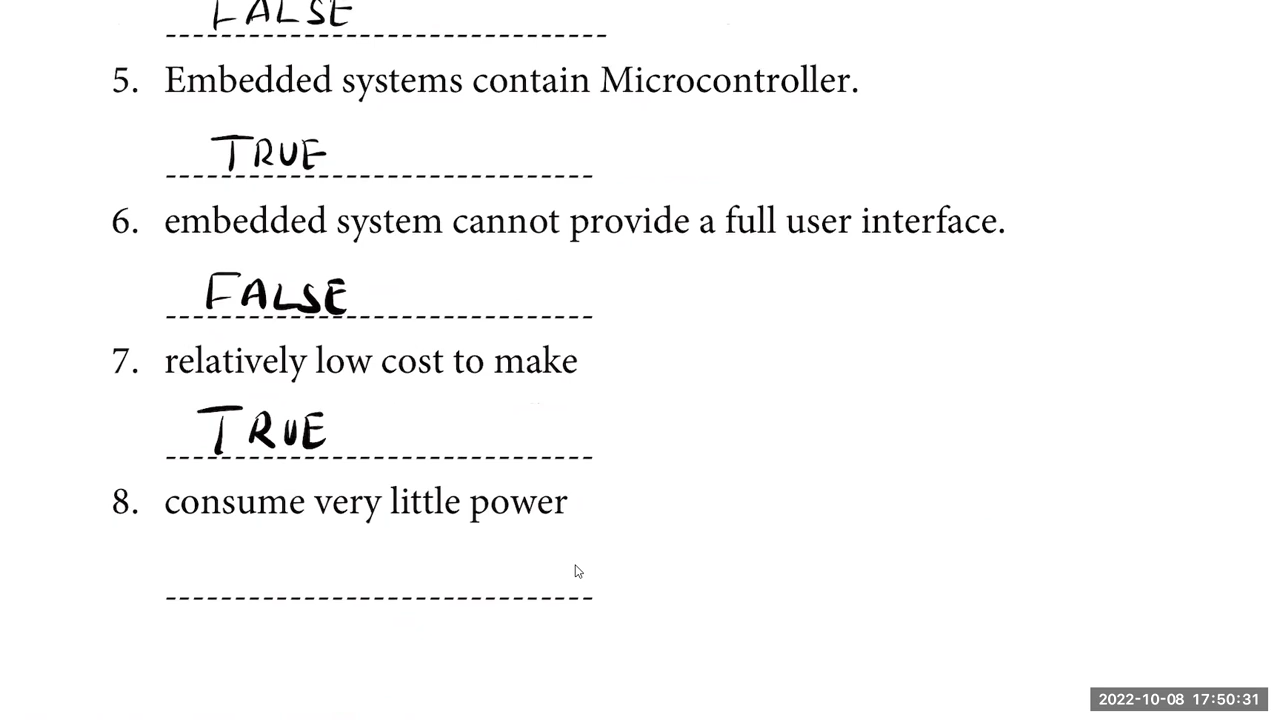 FALSE
5. Embedded systems contain Microcontroller.
TRUE
6. embedded system cannot provide a full user interface.
FALSE
7. relatively low cost to make
TRUE
8. consume very little power
2022-10-08 17:50:31